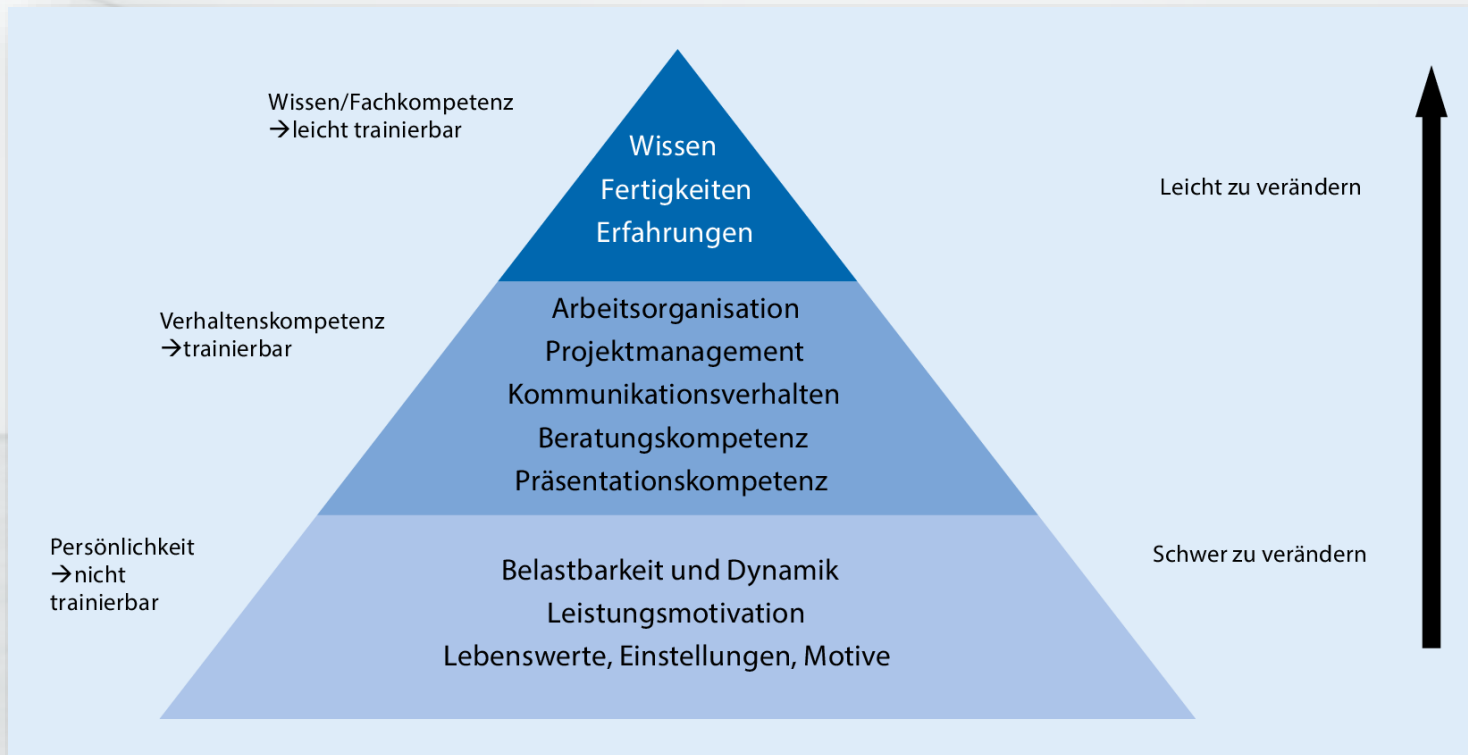 Wissen/Fachkompetenz
→leicht trainierbar
Wissen
Fertigkeiten
Erfahrungen
Leicht zu verändern
Verhaltenskompetenz
→trainierbar
Arbeitsorganisation
Projektmanagement
Kommunikationsverhalten
Beratungskompetenz
Präsentationskompetenz
Persönlichkeit
→nicht
trainierbar
Belastbarkeit und Dynamik
Leistungsmotivation
Lebenswerte, Einstellungen, Motive
Schwer zu verändern